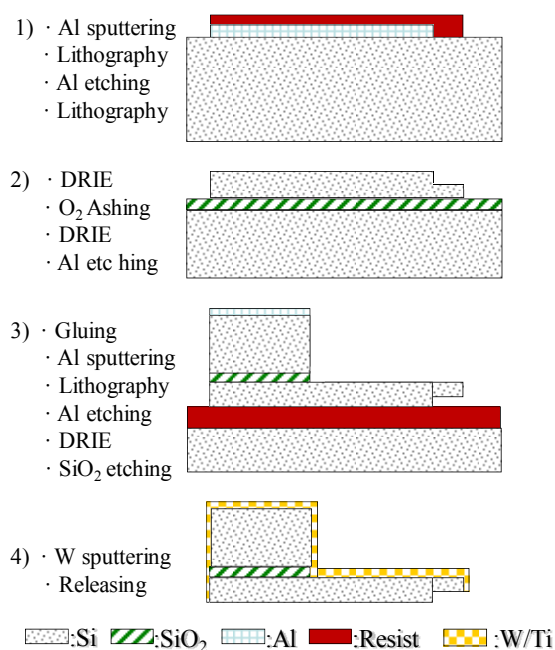 1) · Al sputtering
· Lithography
· Al etching
· Lithography
2) · DRIE
· O₂ Ashing
· DRIE
· Al etc hing
3) · Gluing
· Al sputtering
· Lithography
· Al etching
· DRIE
· SiO₂ etching
4) · W sputtering
· Releasing
:Si :SiO₂ :Al :Resist :W/Ti